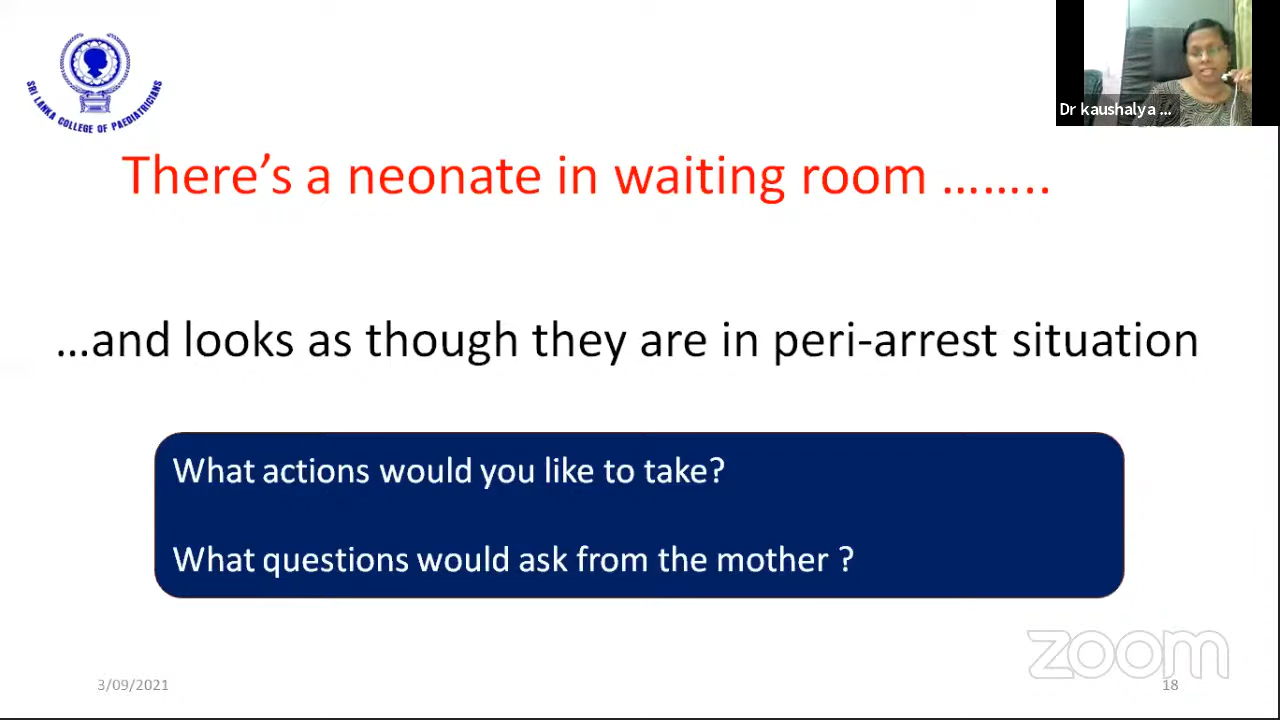 SRI LANKA COLLEGE OF PAEDIATRICIANS
Dr kaushalya ...
There’s a neonate in waiting room ……..
…and looks as though they are in peri-arrest situation
What actions would you like to take?
What questions would ask from the mother ?
zoom
3/09/2021
18